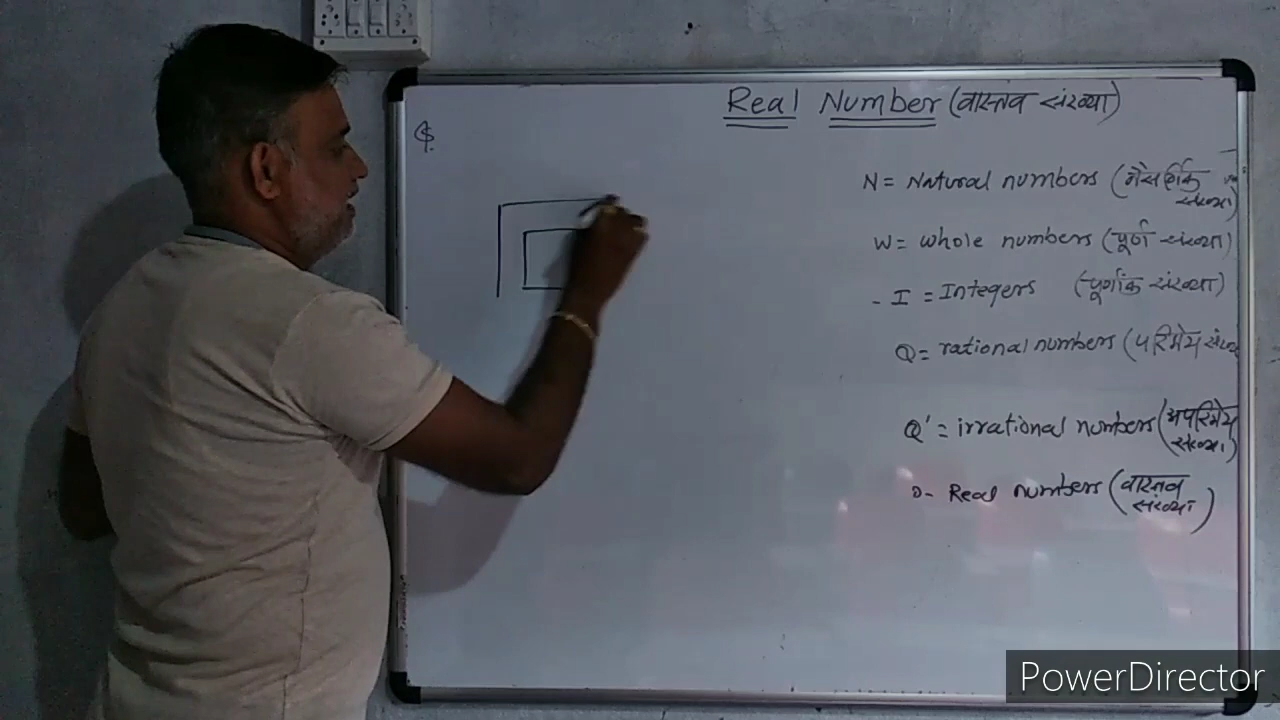 Real Number (वास्तव संख्या)
N = Natural numbers (नैसर्गिक
संख्या)
W = whole numbers (पूर्ण संख्या)
- I = Integers (पूर्णांक संख्या)
Q = rational numbers (परिमेय संख्य
Q' = irrational numbers (अपरिमेय
संख्या)
Real numbers (वास्तव
संख्या)
PowerDirector